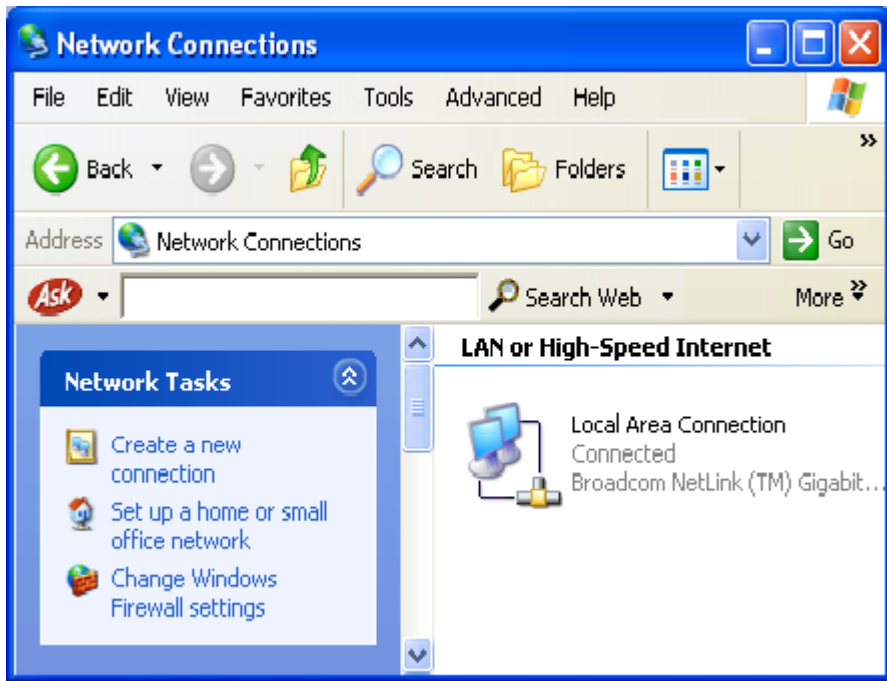 Network Connections
File Edit View Favorites Tools Advanced Help
Back Search Folders »
Address Network Connections Go
Ask Search Web More »
Network Tasks
Create a new
connection
Set up a home or small
office network
Change Windows
Firewall settings
LAN or High-Speed Internet
Local Area Connection
Connected
Broadcom NetLink (TM) Gigabit...